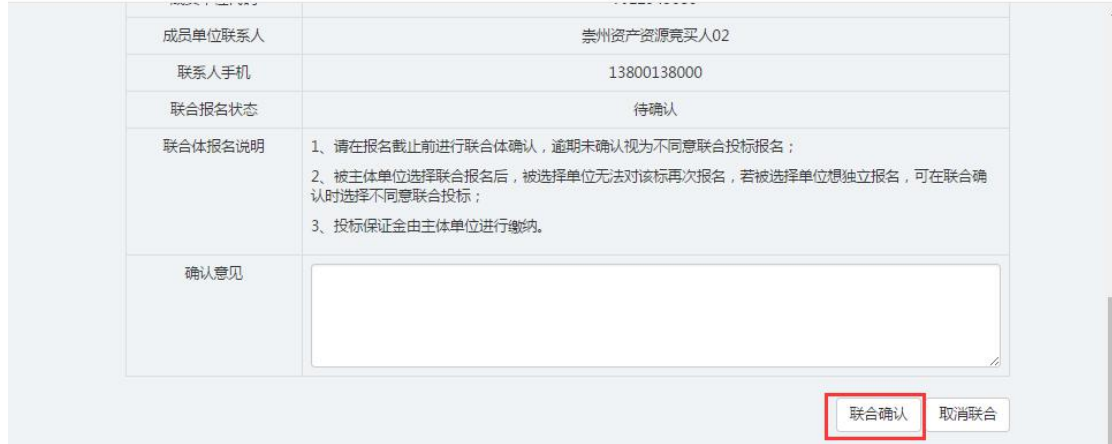 成员单位联系人 崇州资产资源竞买人02
联系人手机 13800138000
联合报名状态 待确认
联合体报名说明 1、请在报名截止前进行联合体确认，逾期未确认视为不同意联合投标报名；
2、被主体单位选择联合报名后，被选择单位无法对该标再次报名，若被选择单位想独立报名，可在联合确
认时选择不同意联合投标；
3、投标保证金由主体单位进行缴纳。
确认意见
联合确认 取消联合